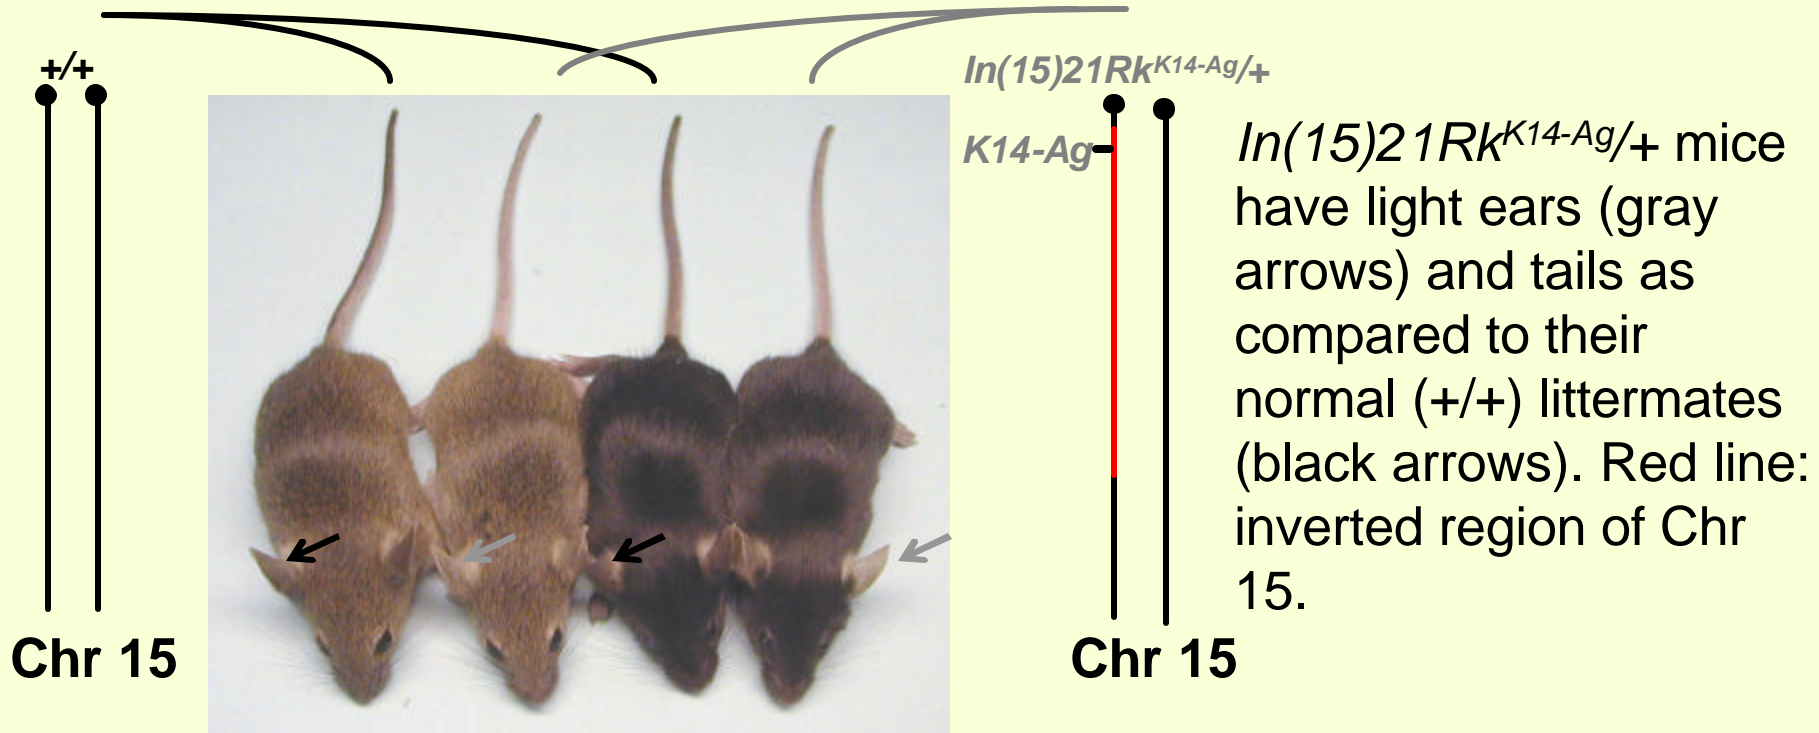 +/+
Chr 15
In(15)21Rk^K14-Ag/+
K14-Ag
Chr 15
In(15)21Rk^K14-Ag/+ mice
have light ears (gray
arrows) and tails as
compared to their
normal (+/+) littermates
(black arrows). Red line:
inverted region of Chr
15.